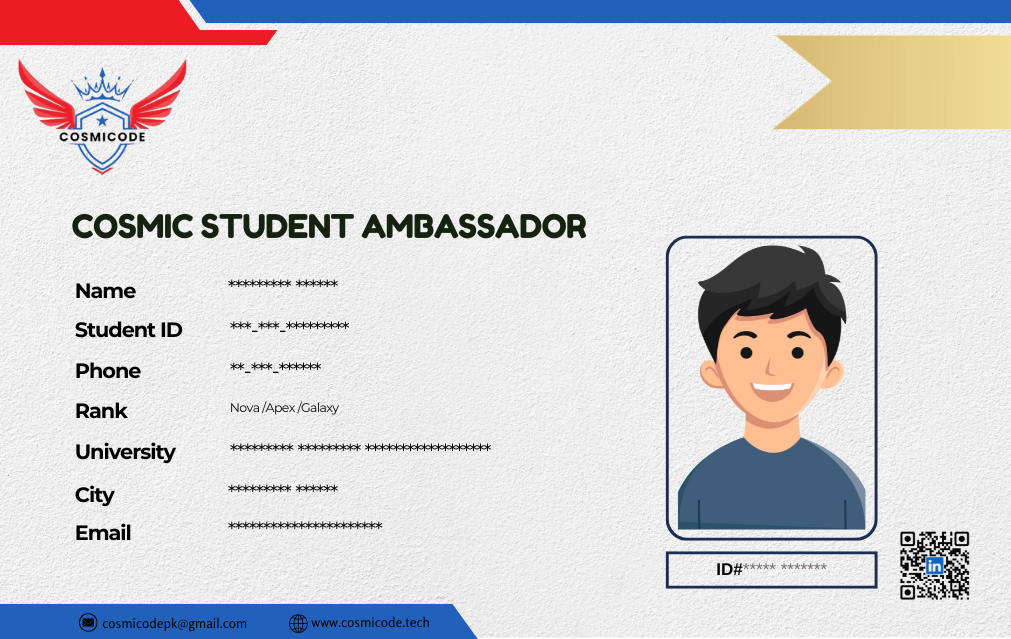 COSMICODE
COSMIC STUDENT AMBASSADOR
Name ********* ******
Student ID ***_***_*********
Phone **_***_******
Rank Nova /Apex /Galaxy
University ********* ********* ******************
City ********* ******
Email **********************
ID#***** *******
in
cosmicodepk@gmail.com www.cosmicode.tech